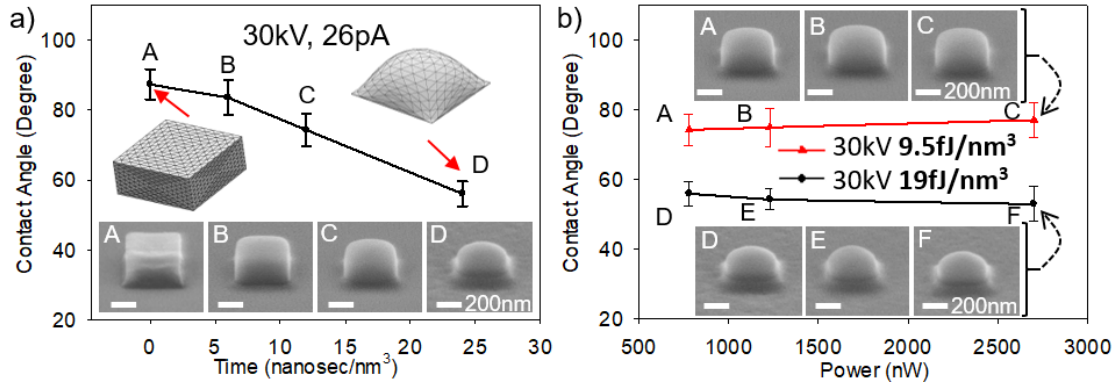 a)
30kV, 26pA
Contact Angle (Degree)
100
80
60
40
20
A
B
C
D
A
B
C
D
200nm
0
5
10
15
20
25
30
Time (nanosec/nm³)
b)
Contact Angle (Degree)
100
80
60
40
20
A
B
C
200nm
A
B
C
30kV 9.5fJ/nm³
30kV 19fJ/nm³
D
E
F
D
E
F
200nm
500
1000
1500
2000
2500
3000
Power (nW)